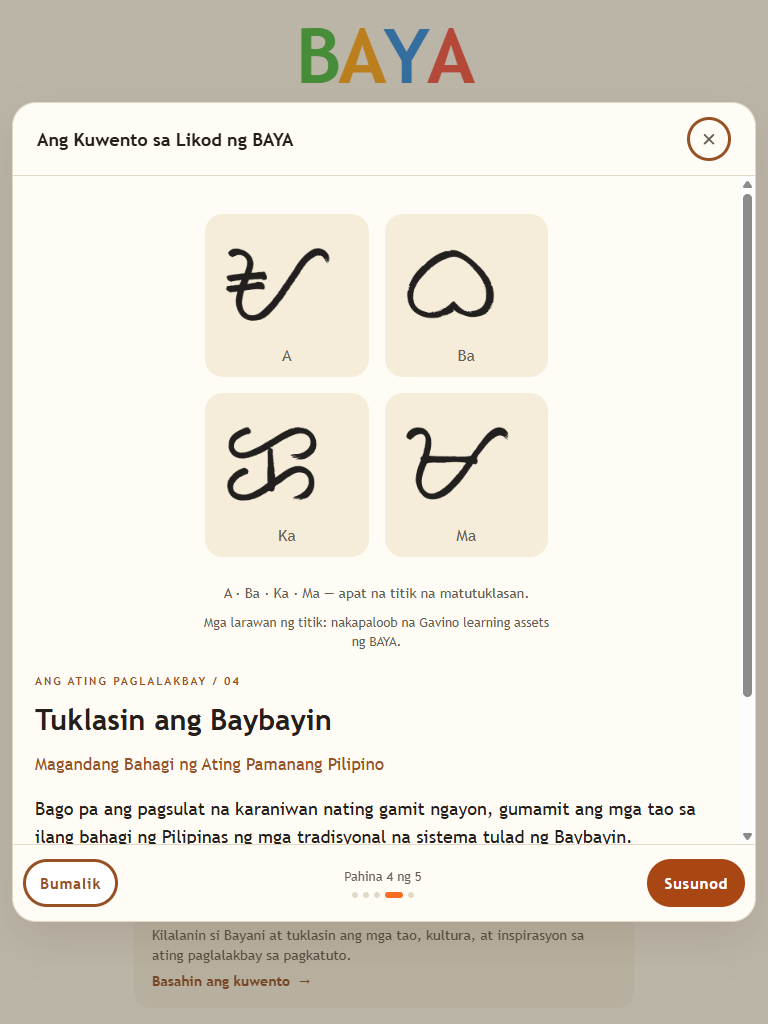 BAYA
Ang Kuwento sa Likod ng BAYA
ᜀ ᜊ
A Ba
ᜃ ᜋ
Ka Ma
A · Ba · Ka · Ma — apat na titik na matutuklasan.
Mga larawan ng titik: nakapaloob na Gavino learning assets
ng BAYA.
ANG ATING PAGLALAKBAY / 04
Tuklasin ang Baybayin
Magandang Bahagi ng Ating Pamanang Pilipino
Bago pa ang pagsulat na karaniwan nating gamit ngayon, gumamit ang mga tao sa
ilang bahagi ng Pilipinas ng mga tradisyonal na sistema tulad ng Baybayin.
Bumalik
Pahina 4 ng 5
Susunod
Kilalanin si Bayani at tuklasin ang mga tao, kultura, at inspirasyon sa
ating paglalakbay sa pagkatuto.
Basahin ang kuwento →